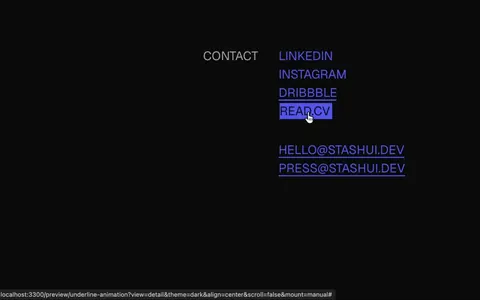 CONTACT LINKEDIN
INSTAGRAM
DRIBBBLE
READ.CV
HELLO@STASHUI.DEV
PRESS@STASHUI.DEV
localhost:3300/preview/underline-animation?view=detail&theme=dark&align=center&scroll=false&mount=manual#